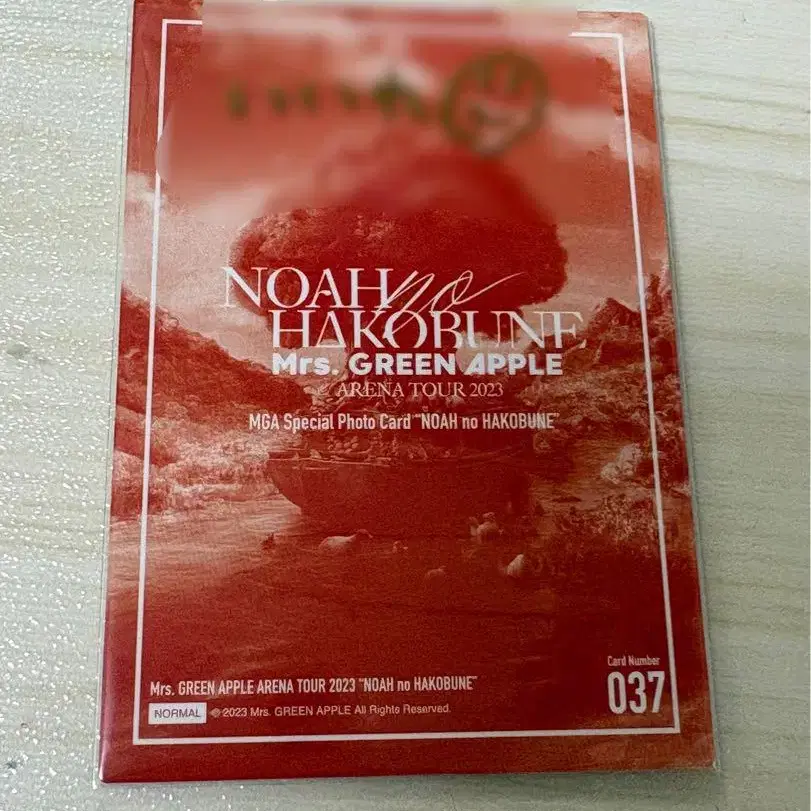 NOAH no
HAKOBUNE
Mrs. GREEN APPLE
ARENA TOUR 2023
MGA Special Photo Card "NOAH no HAKOBUNE"
Card Number
037
Mrs. GREEN APPLE ARENA TOUR 2023 "NOAH no HAKOBUNE"
NORMAL © 2023 Mrs. GREEN APPLE All Rights Reserved.